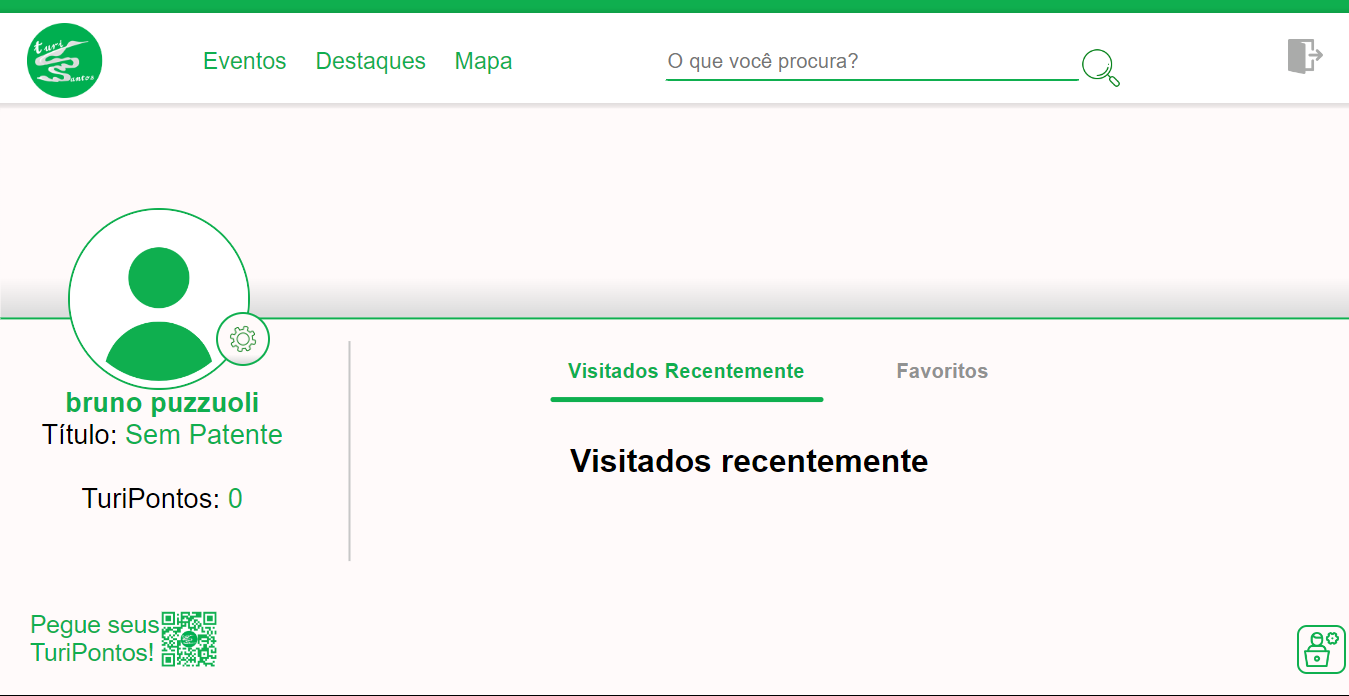 turi
santos
Eventos
Destaques
Mapa
O que você procura?
bruno puzzuoli
Título: Sem Patente
TuriPontos: 0
Visitados Recentemente
Favoritos
Visitados recentemente
Pegue seus
TuriPontos!